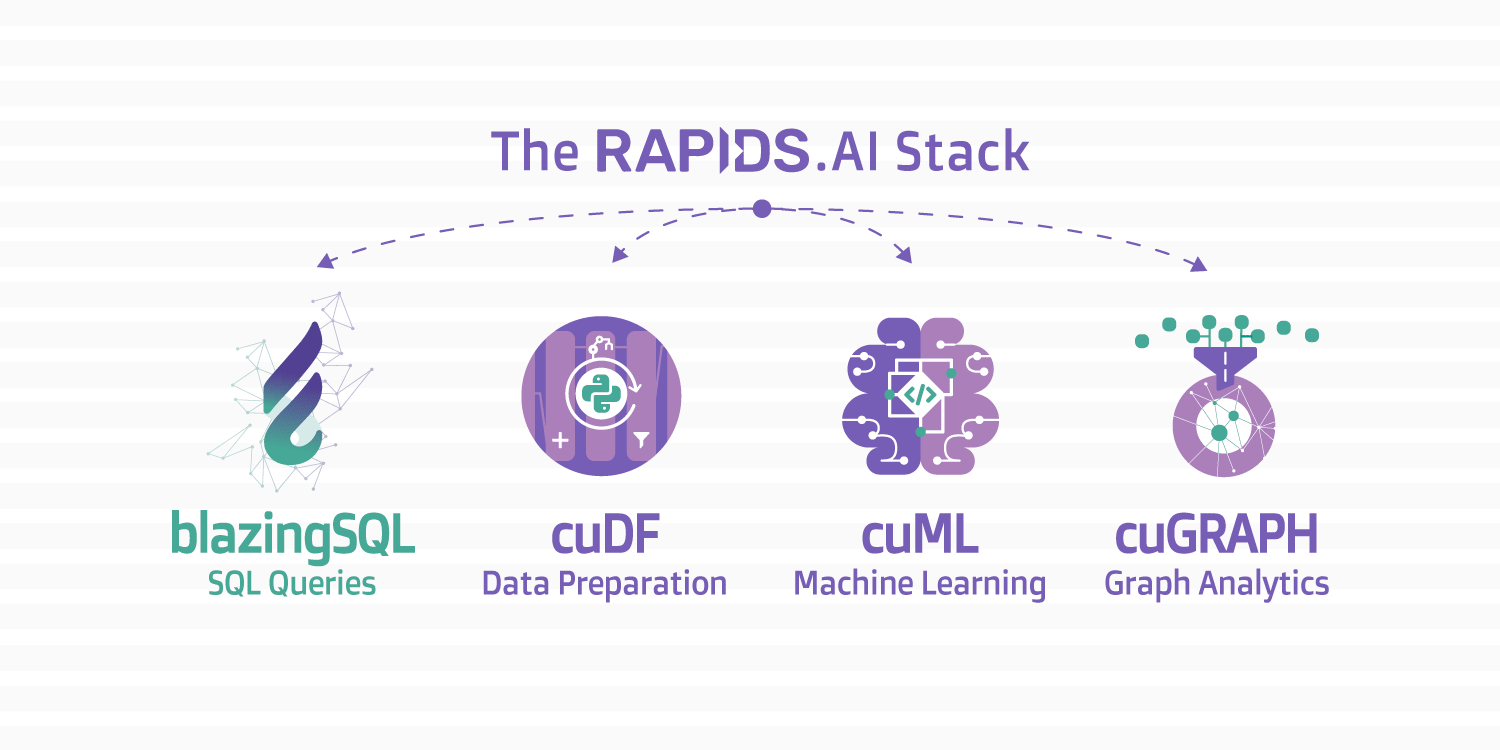 The RAPIDS.AI Stack
</>
blazingSQL
SQL Queries
cuDF
Data Preparation
cuML
Machine Learning
cuGRAPH
Graph Analytics